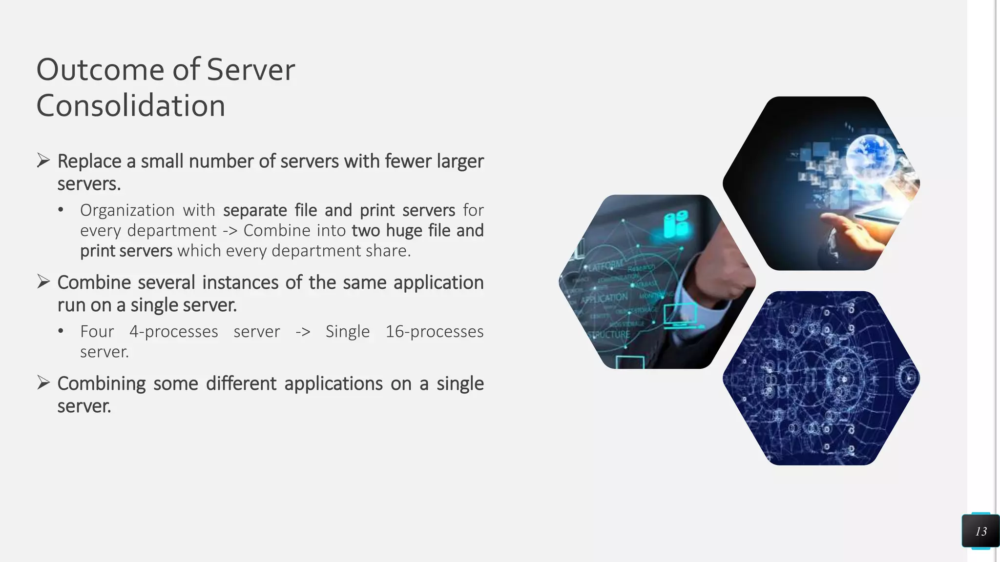 Outcome of Server
Consolidation
➢ Replace a small number of servers with fewer larger
servers.
• Organization with separate file and print servers for
every department -> Combine into two huge file and
print servers which every department share.
➢ Combine several instances of the same application
run on a single server.
• Four 4-processes server -> Single 16-processes
server.
➢ Combining some different applications on a single
server.
PLATFORM
Research
APPLICATION
13